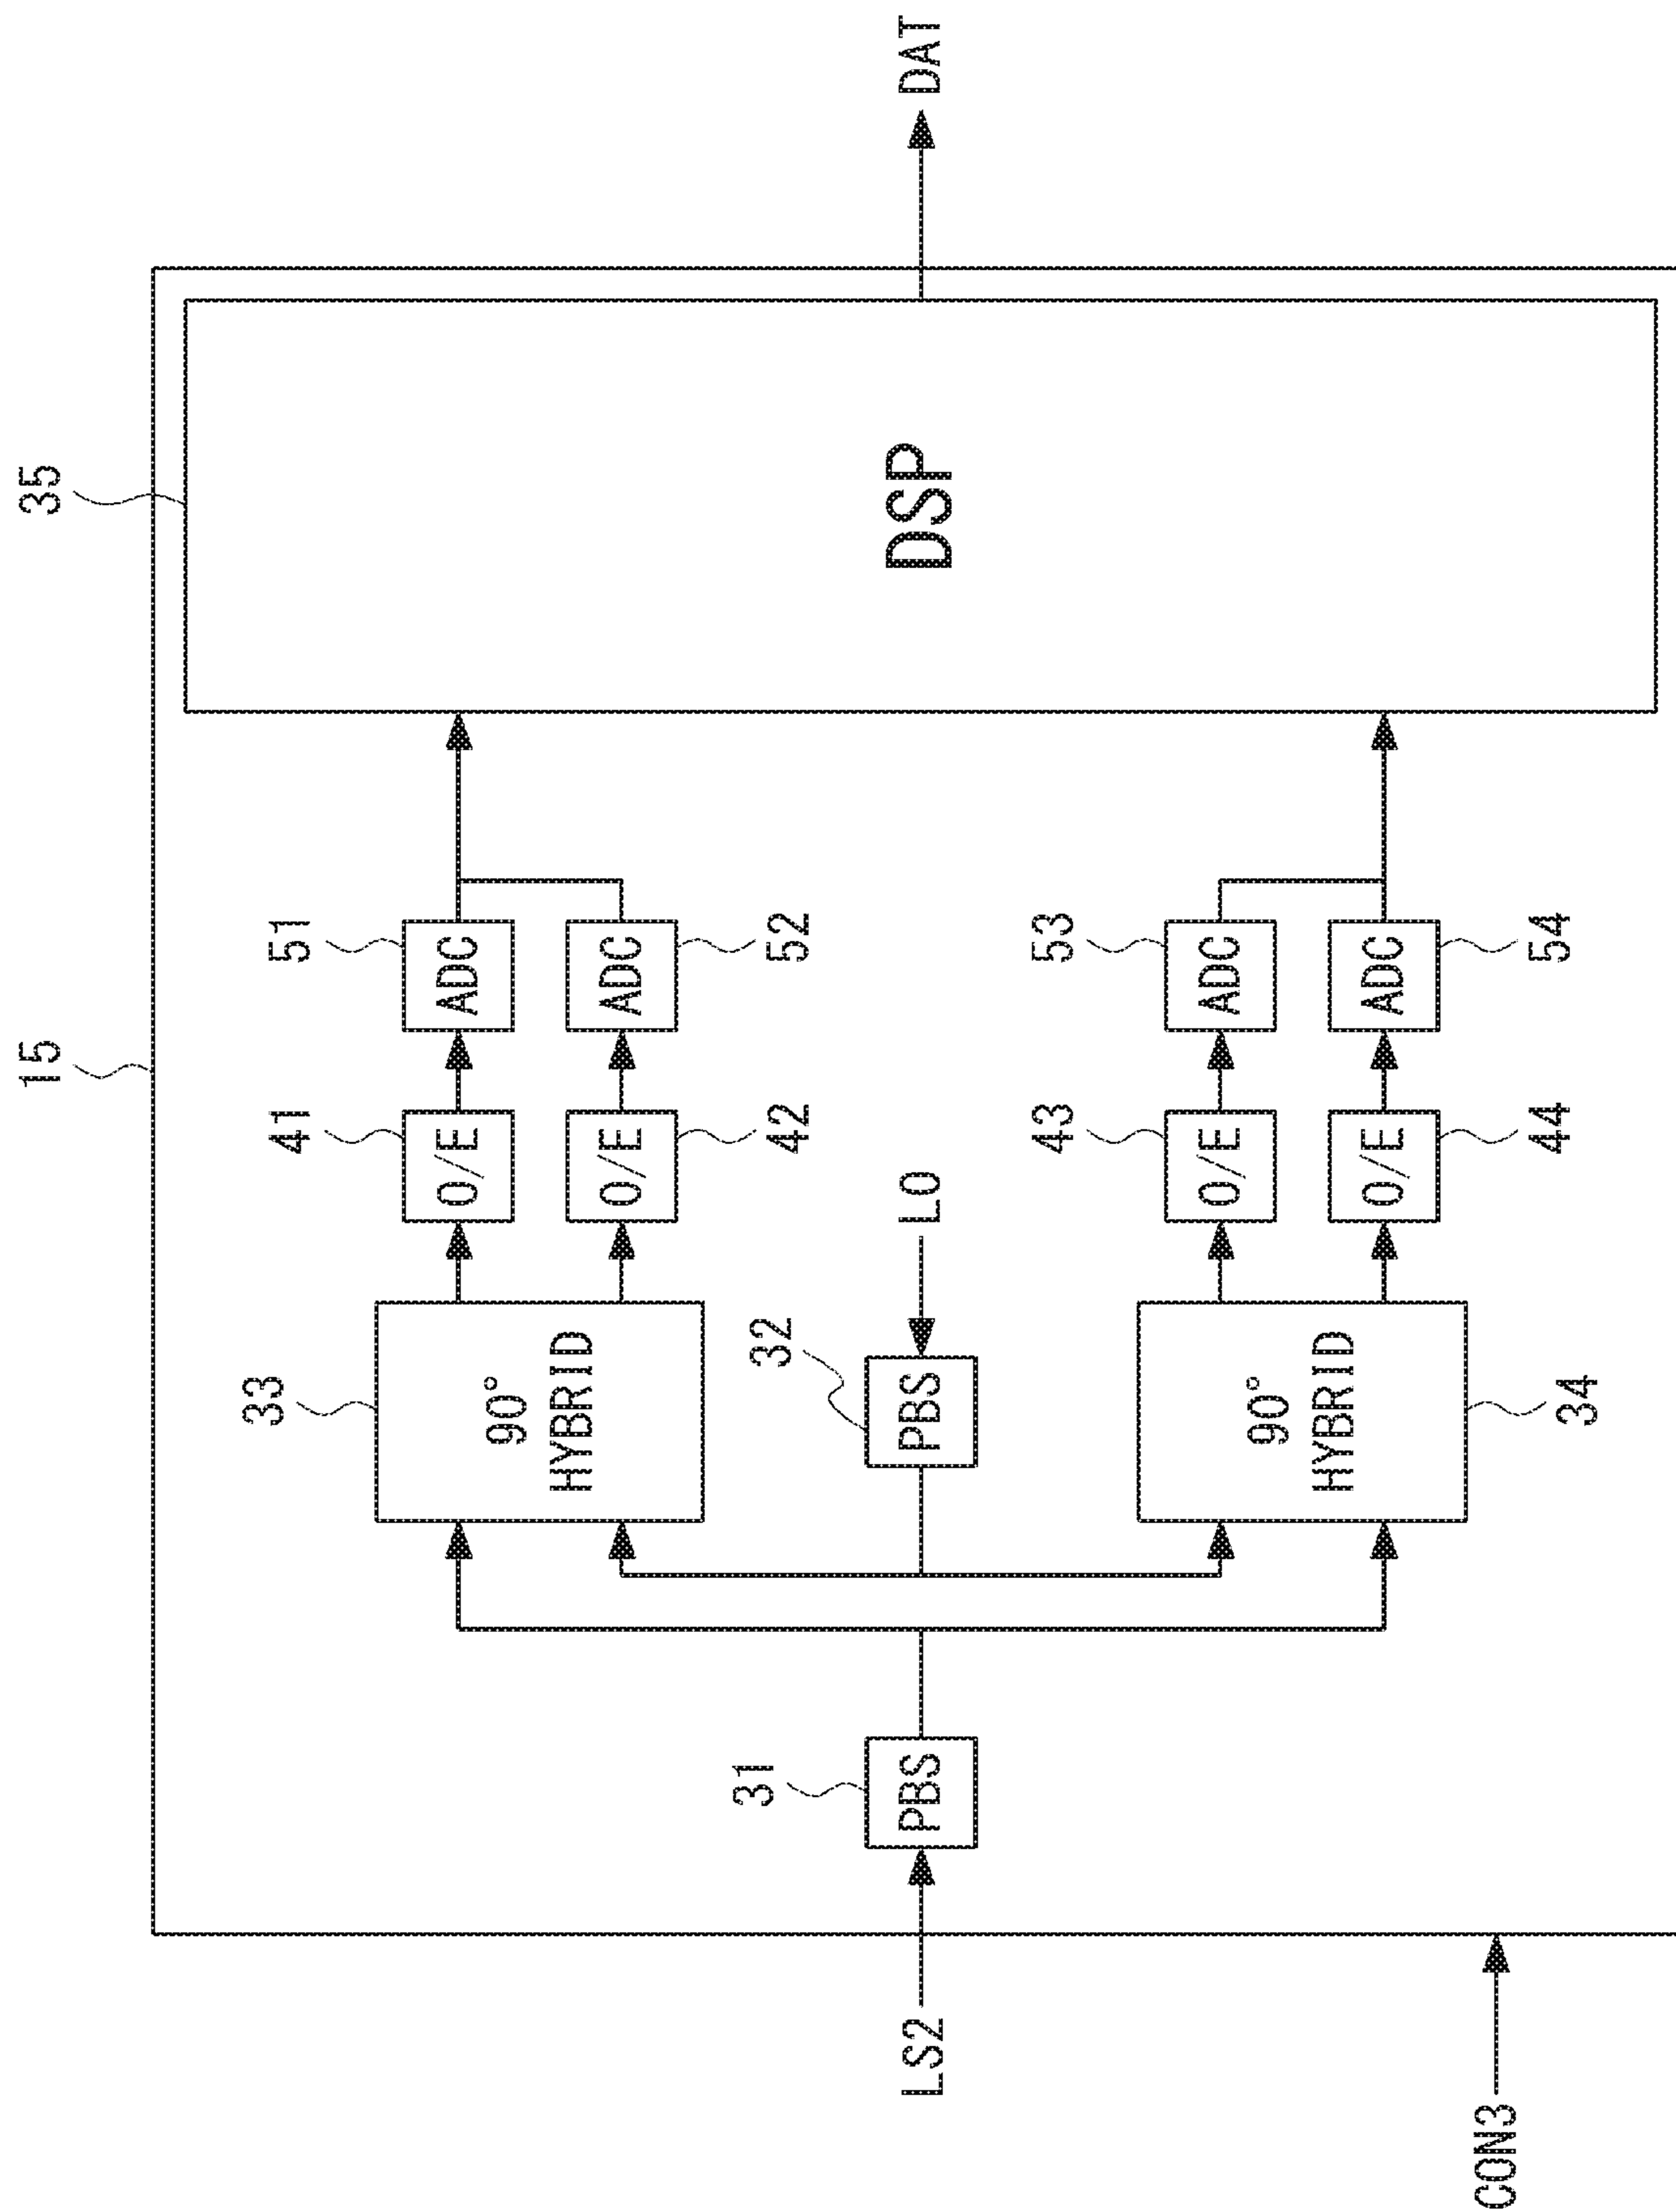 15
35
33
90°
HYBRID
41
O/E
51
ADC
42
O/E
52
ADC
DSP
DAT
31
PBS
LS2
32
PBS
LO
43
O/E
53
ADC
34
90°
HYBRID
44
O/E
54
ADC
CON3